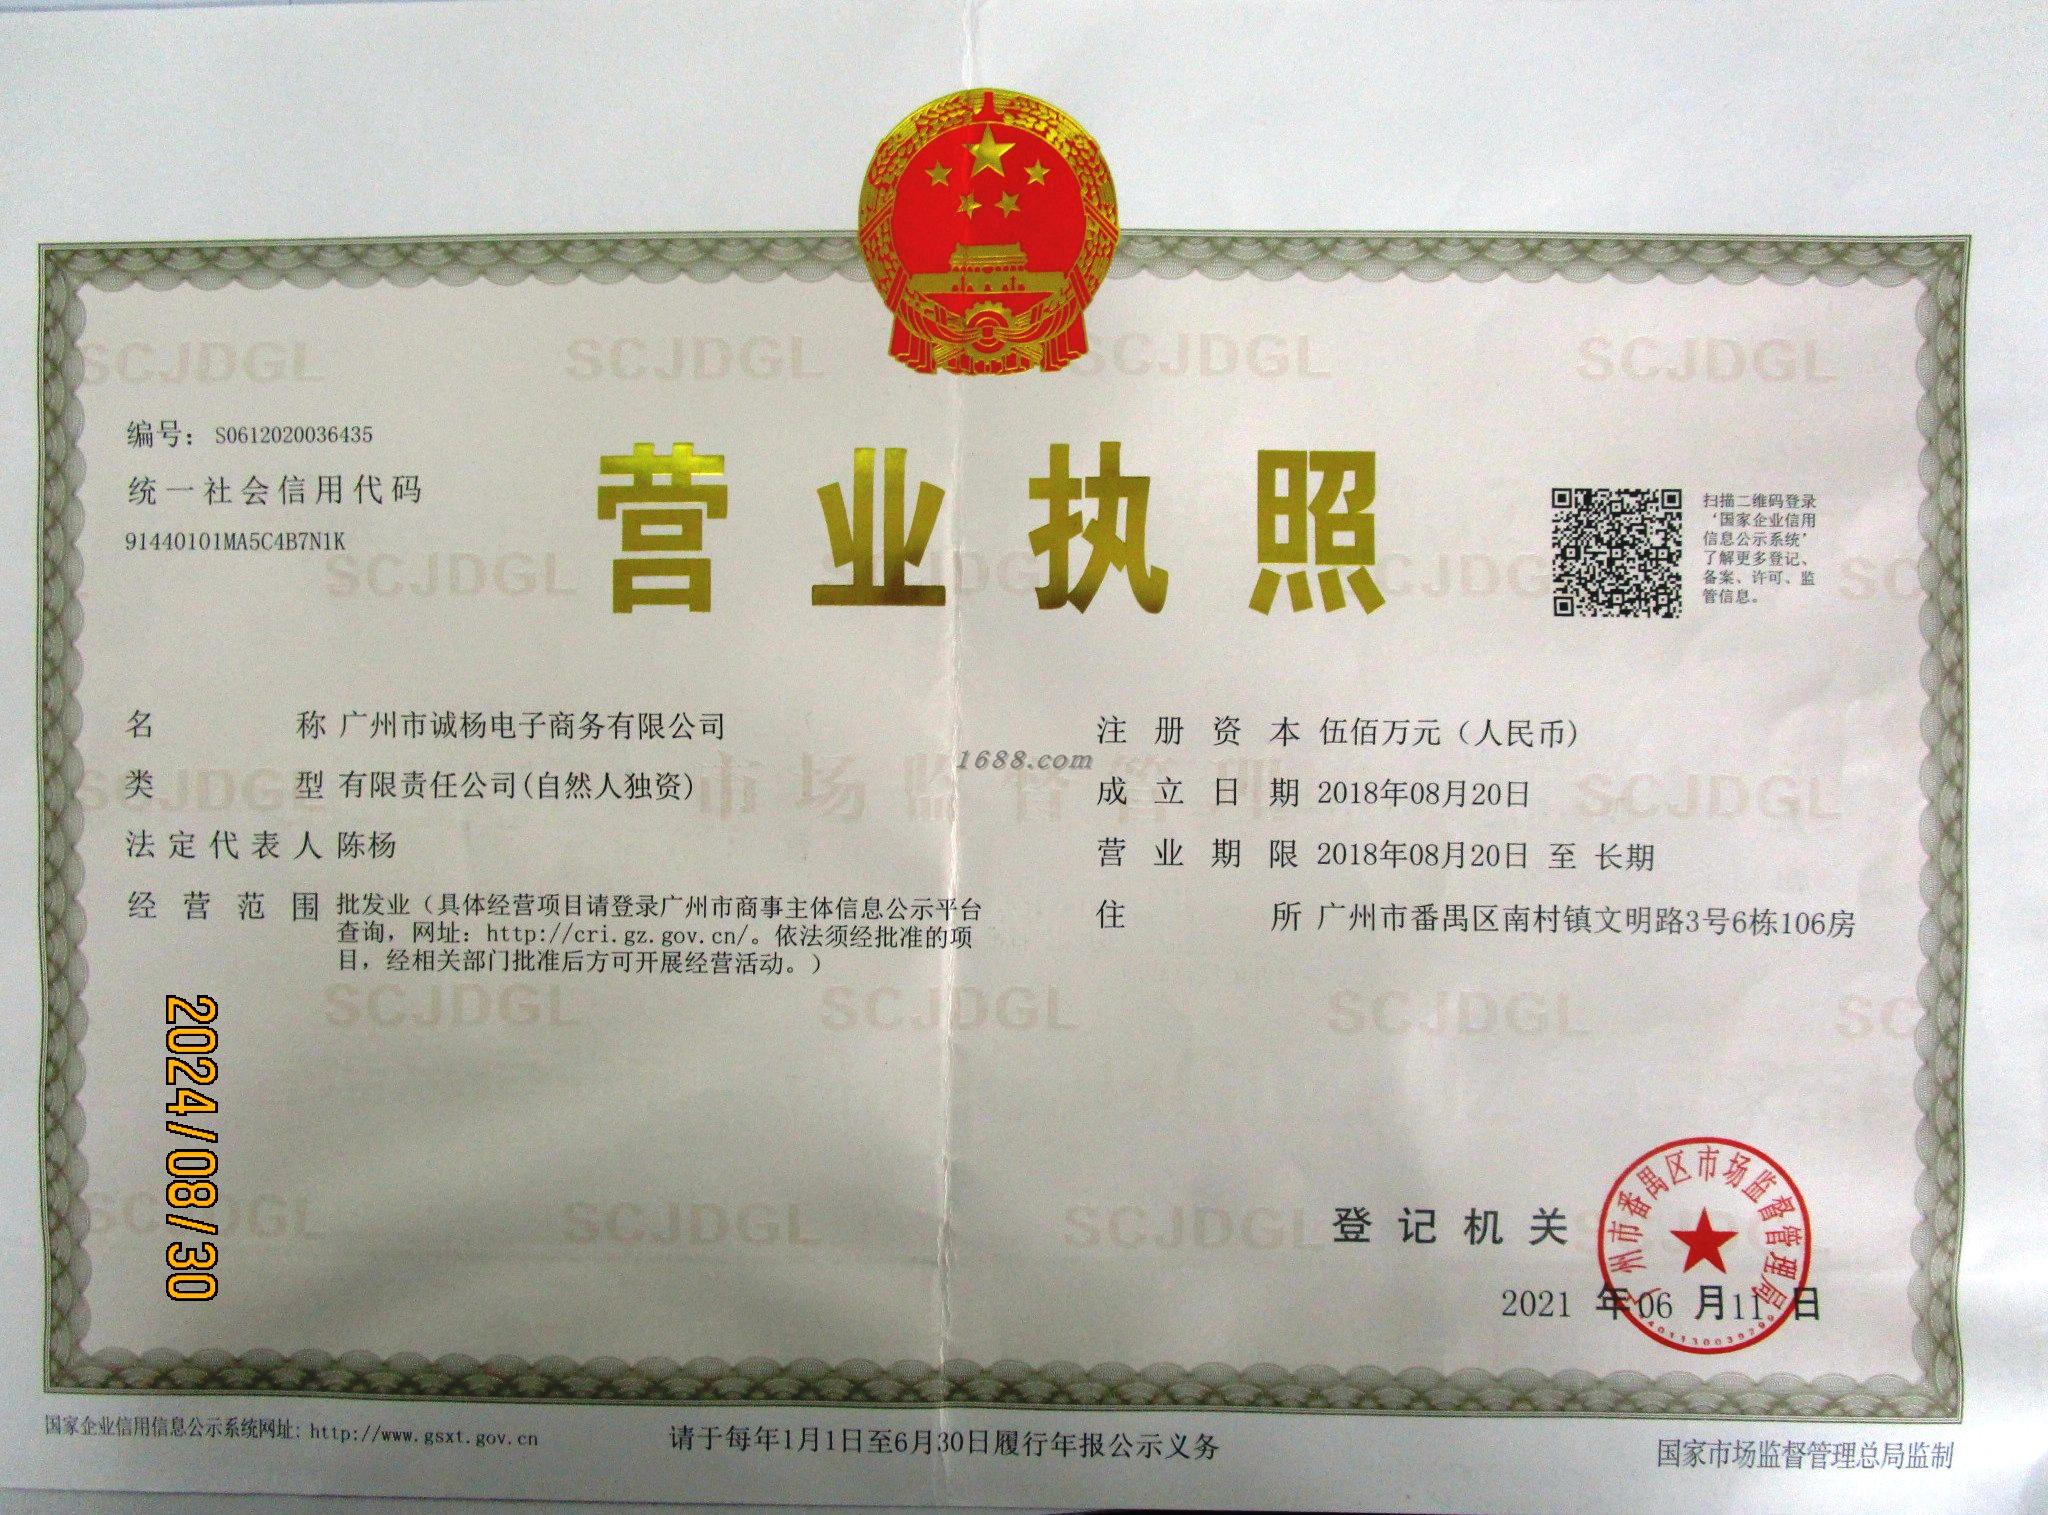 编号： S0612020036435
统一社会信用代码
91440101MA5C4B7N1K
营业执照
扫描二维码登录
‘国家企业信用
信息公示系统’
了解更多登记、
备案、许可、监
管信息。
名称 广州市诚杨电子商务有限公司
类型 有限责任公司(自然人独资)
法定代表人 陈杨
经营范围 批发业（具体经营项目请登录广州市商事主体信息公示平台
查询，网址：http://cri.gz.gov.cn/。依法须经批准的项
目，经相关部门批准后方可开展经营活动。）
注册资本 伍佰万元（人民币）
成立日期 2018年08月20日
营业期限 2018年08月20日 至 长期
住所 广州市番禺区南村镇文明路3号6栋106房
1688.com
市场监督管理
SCJDGL SCJDGL SCJDGL SCJDGL
2024/08/30
登记机关
广州市番禺区市场监督管理局
2021 年06 月11 日
国家企业信用信息公示系统网址：http://www.gsxt.gov.cn
请于每年1月1日至6月30日履行年报公示义务
国家市场监督管理总局监制